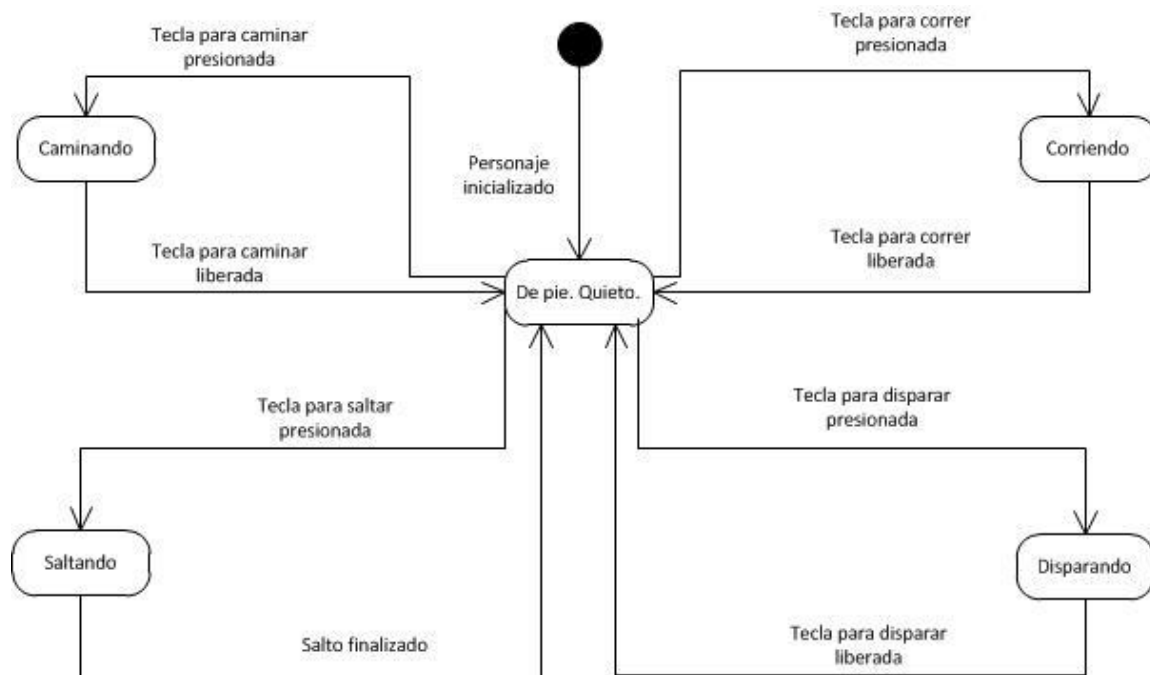 Tecla para caminar
presionada
Tecla para correr
presionada
Caminando
Corriendo
Personaje
inicializado
Tecla para caminar
liberada
Tecla para correr
liberada
De pie. Quieto.
Tecla para saltar
presionada
Tecla para disparar
presionada
Saltando
Disparando
Salto finalizado
Tecla para disparar
liberada